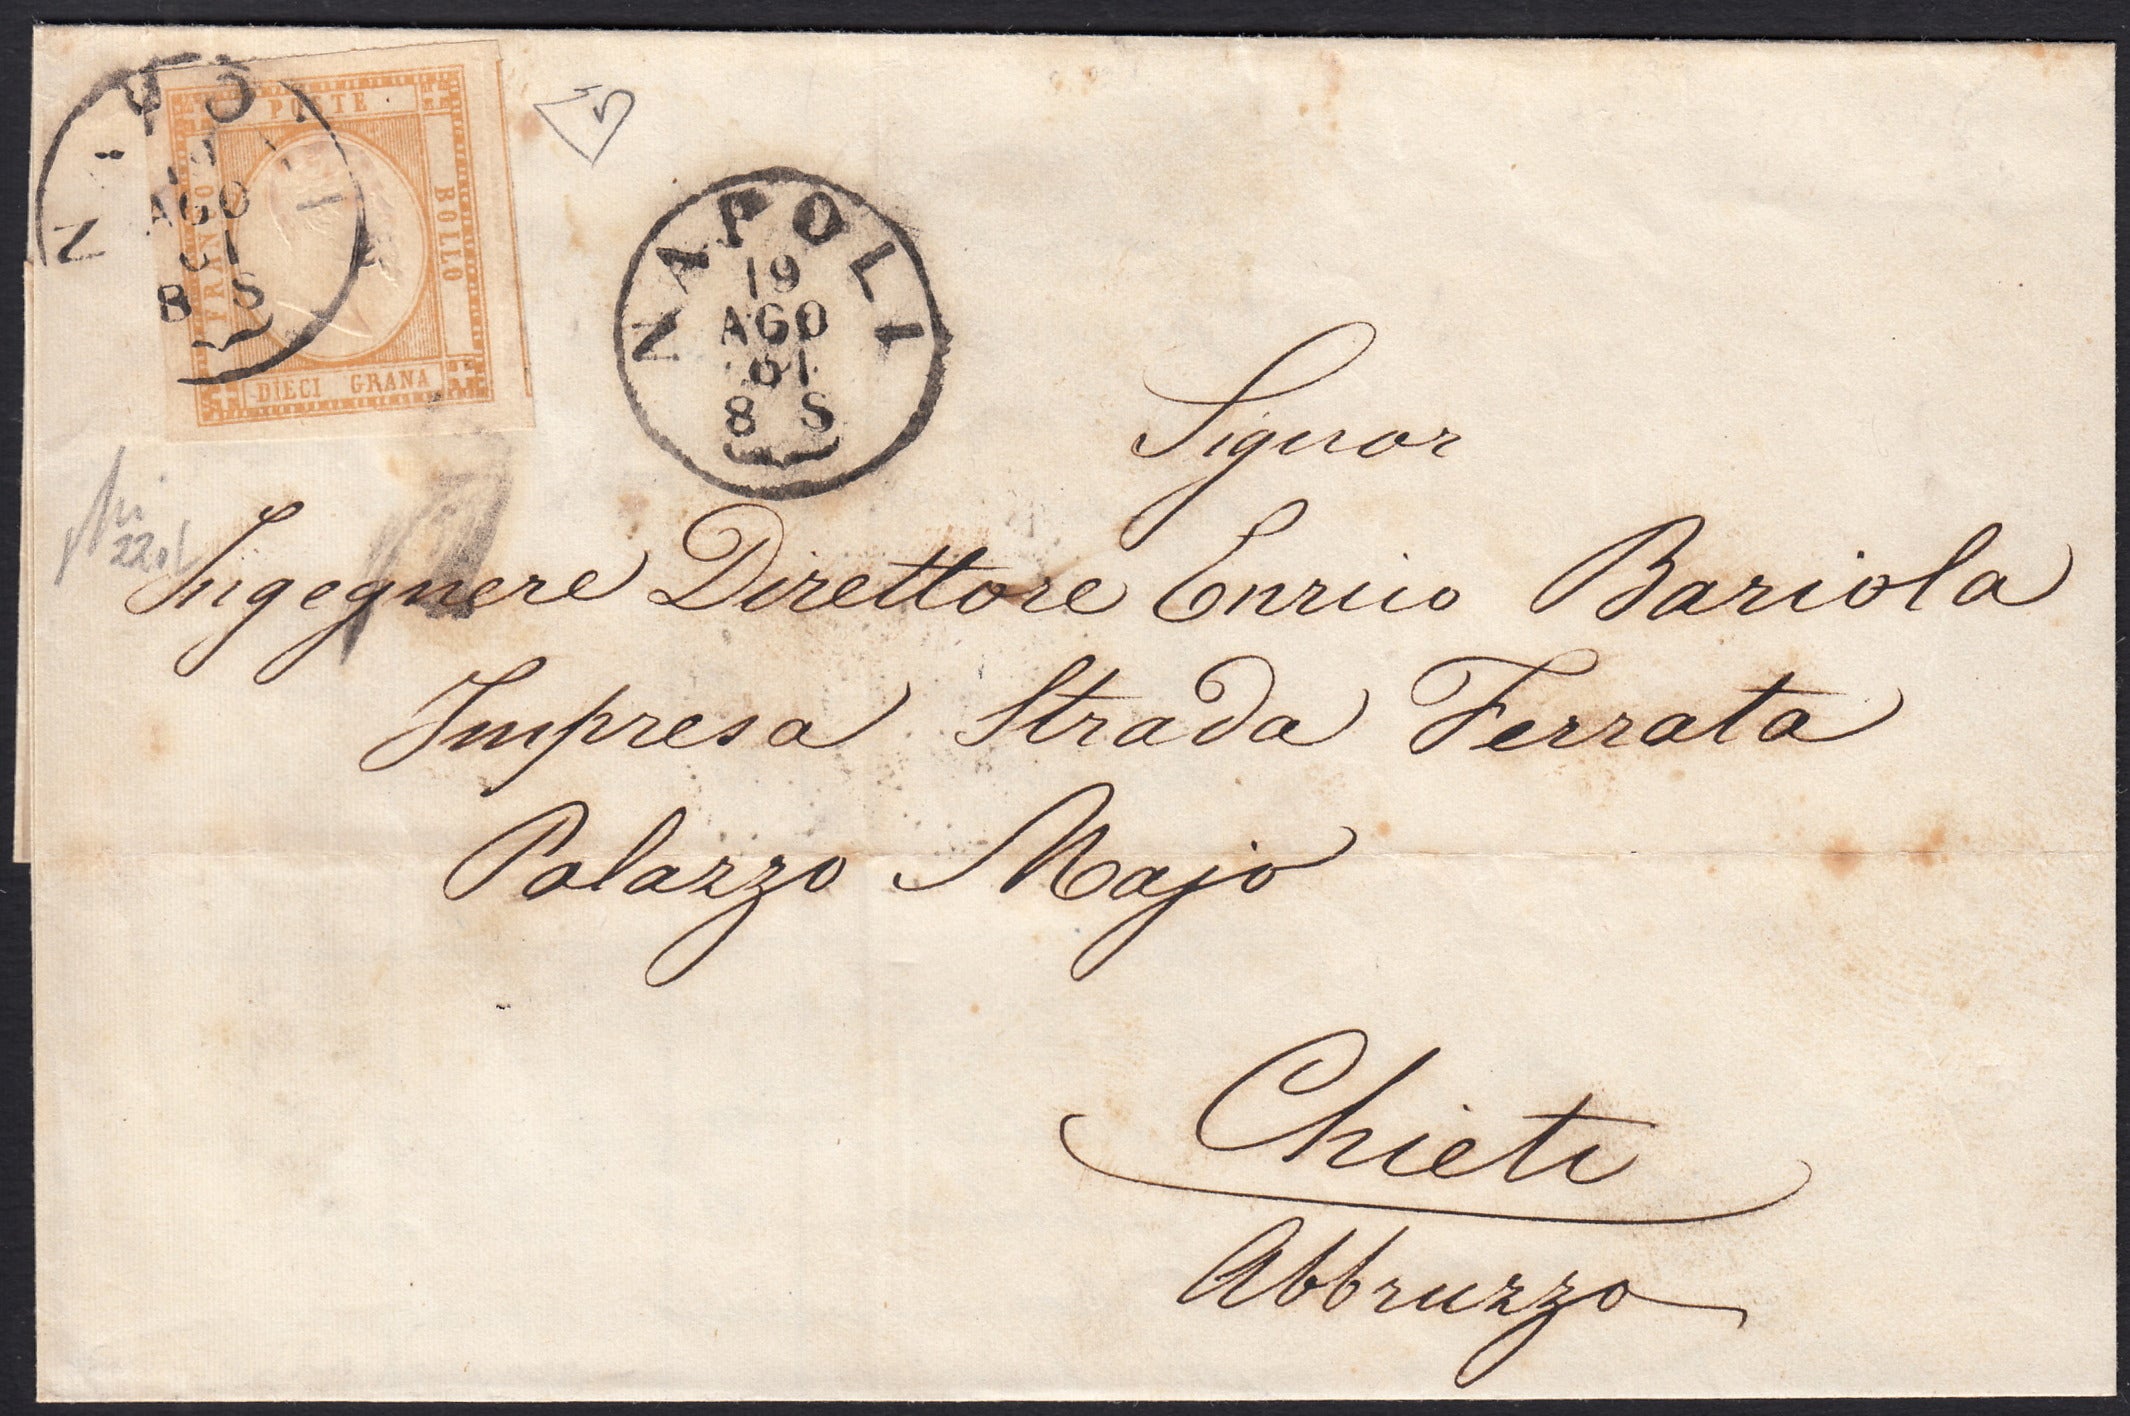 POSTE
FRANCO
BOLLO
DIECI GRANA
AGO
61
8 S
NAPOLI
19
AGO
61
8 S
Signor
Ingegnere Direttore Enrico Bariola
Impresa Strada Ferrata
Palazzo Majo
Chieti
Abbruzzo